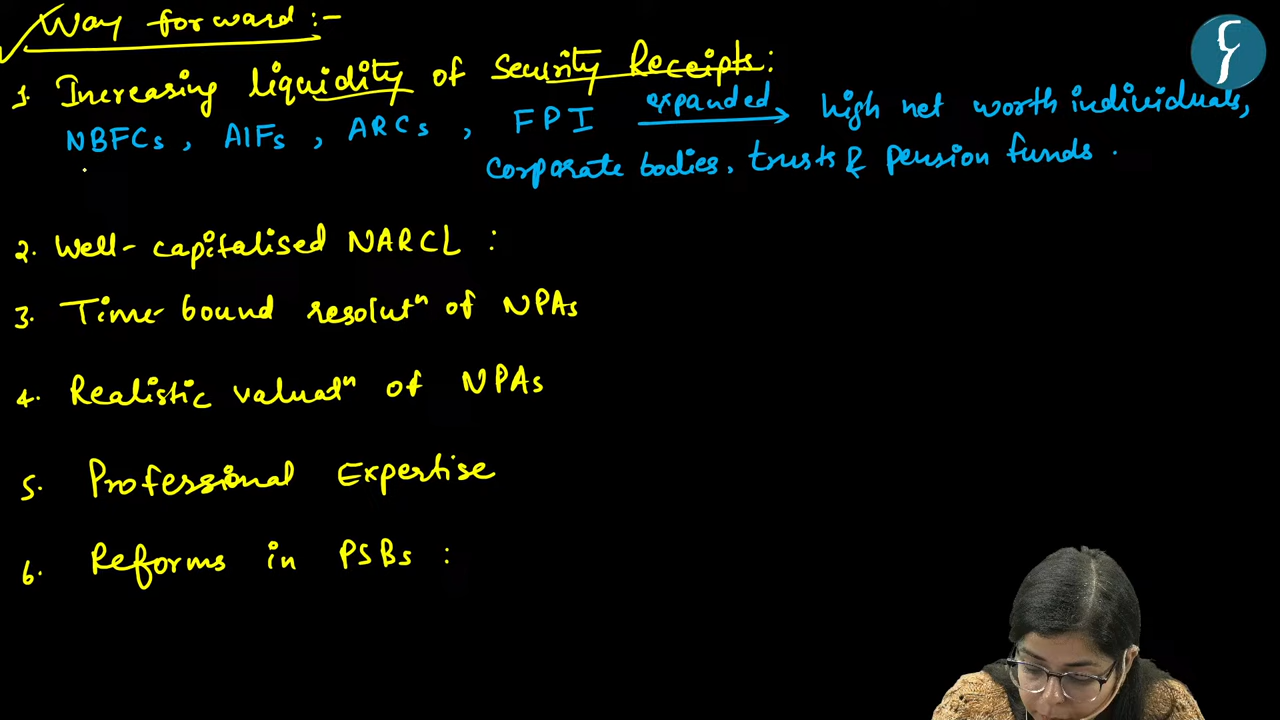 Way forward :-
1. Increasing liquidity of Security Receipts :
NBFCs, AIFs, ARCs, FPI expanded → high net worth individuals,
corporate bodies, trusts & pension funds.
2. Well-capitalised NARCL :
3. Time-bound resolutⁿ of NPAs
4. Realistic valuatⁿ of NPAs
5. Professional Expertise
6. Reforms in PSBs :